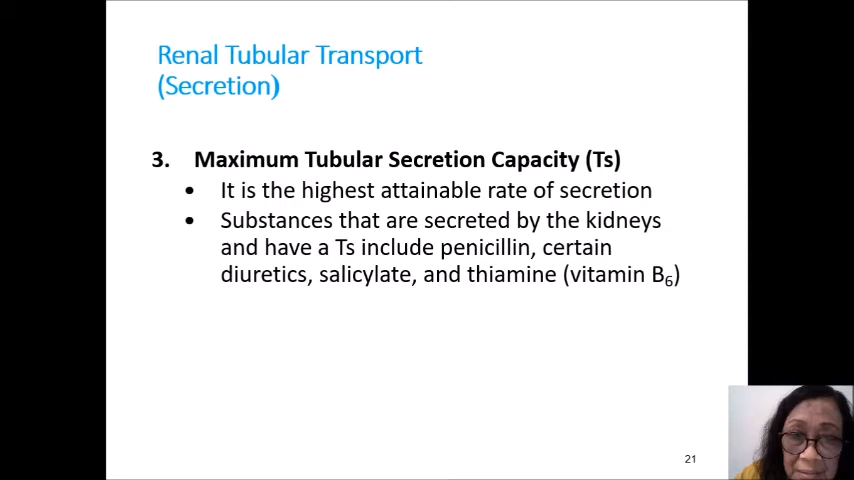 Renal Tubular Transport
(Secretion)
3. Maximum Tubular Secretion Capacity (Ts)
• It is the highest attainable rate of secretion
• Substances that are secreted by the kidneys
and have a Ts include penicillin, certain
diuretics, salicylate, and thiamine (vitamin B₆)
21